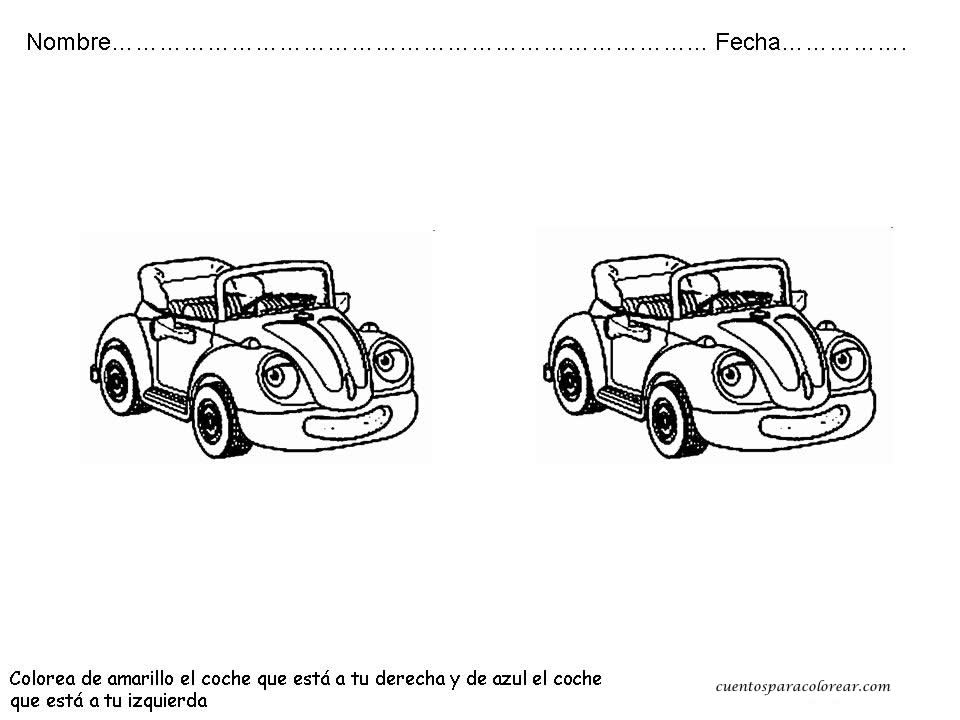 Nombre………………………………………………………………… Fecha…………….
Colorea de amarillo el coche que está a tu derecha y de azul el coche
que está a tu izquierda
cuentosparacolorear.com